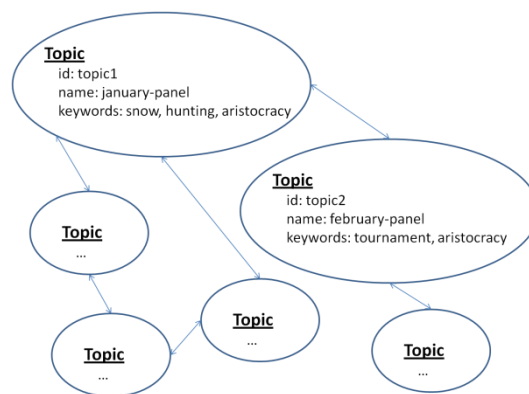 Topic
id: topic1
name: january-panel
keywords: snow, hunting, aristocracy
Topic
id: topic2
name: february-panel
keywords: tournament, aristocracy
Topic
...
Topic
...
Topic
...
Topic
...